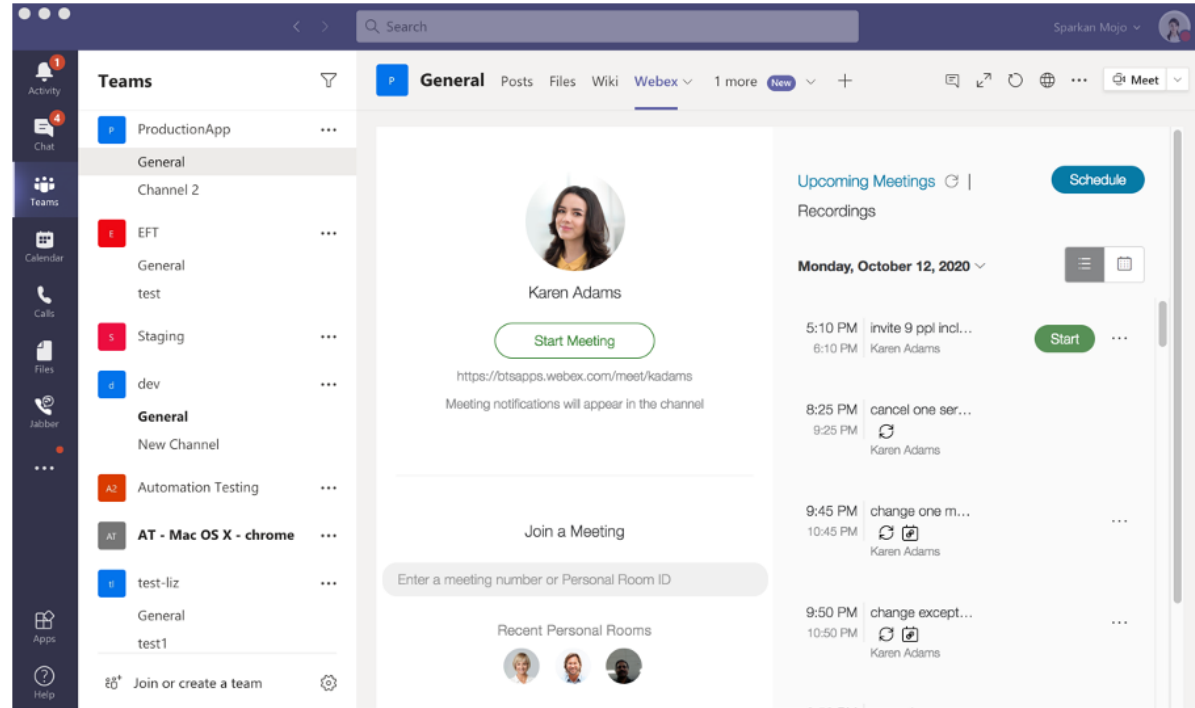 Search
Sparkan Mojo
1
Activity
4
Chat
Teams
Calendar
Calls
Files
Jabber
Apps
Help
Teams
P ProductionApp
General
Channel 2
E EFT
General
test
S Staging
d dev
General
New Channel
A2 Automation Testing
AT AT - Mac OS X - chrome
tl test-liz
General
test1
Join or create a team
P General Posts Files Wiki Webex 1 more New Meet
Karen Adams
Start Meeting
https://btsapps.webex.com/meet/kadams
Meeting notifications will appear in the channel
Join a Meeting
Enter a meeting number or Personal Room ID
Recent Personal Rooms
Upcoming Meetings | Schedule
Recordings
Monday, October 12, 2020
5:10 PM invite 9 ppl incl... Start
6:10 PM Karen Adams
8:25 PM cancel one ser...
9:25 PM
Karen Adams
9:45 PM change one m...
10:45 PM
Karen Adams
9:50 PM change except...
10:50 PM
Karen Adams